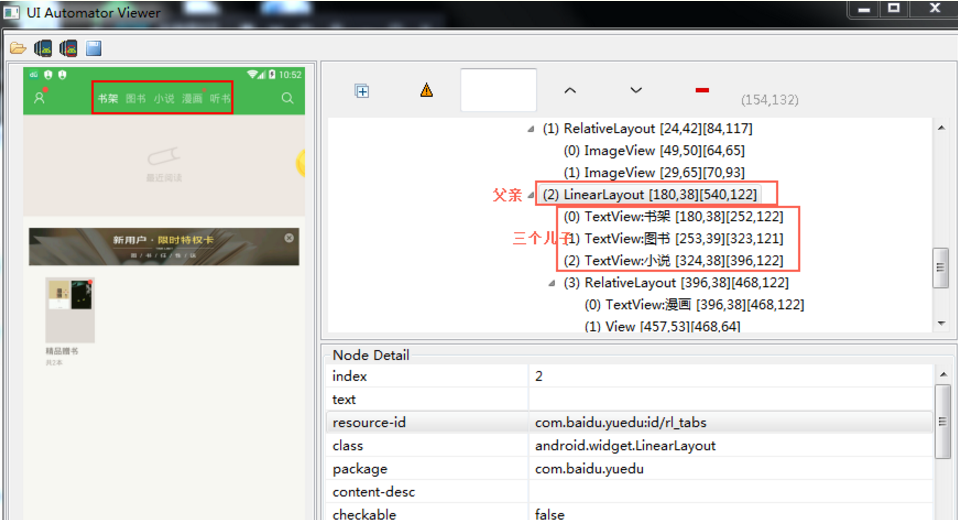 UI Automator Viewer
10:52
书架 图书 小说 漫画 听书
最近阅读
新用户·限时特权卡
精品赠书
共2本
(154,132)
(1) RelativeLayout [24,42][84,117]
(0) ImageView [49,50][64,65]
(1) ImageView [29,65][70,93]
父亲
(2) LinearLayout [180,38][540,122]
(0) TextView:书架 [180,38][252,122]
三个儿子
(1) TextView:图书 [253,39][323,121]
(2) TextView:小说 [324,38][396,122]
(3) RelativeLayout [396,38][468,122]
(0) TextView:漫画 [396,38][468,122]
(1) View [457,53][468,64]
Node Detail
index 2
text
resource-id com.baidu.yuedu:id/rl_tabs
class android.widget.LinearLayout
package com.baidu.yuedu
content-desc
checkable false